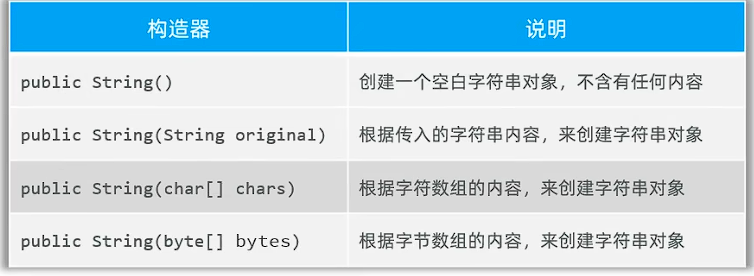 构造器 说明
public String() 创建一个空白字符串对象，不含有任何内容
public String(String original) 根据传入的字符串内容，来创建字符串对象
public String(char[] chars) 根据字符数组的内容，来创建字符串对象
public String(byte[] bytes) 根据字节数组的内容，来创建字符串对象